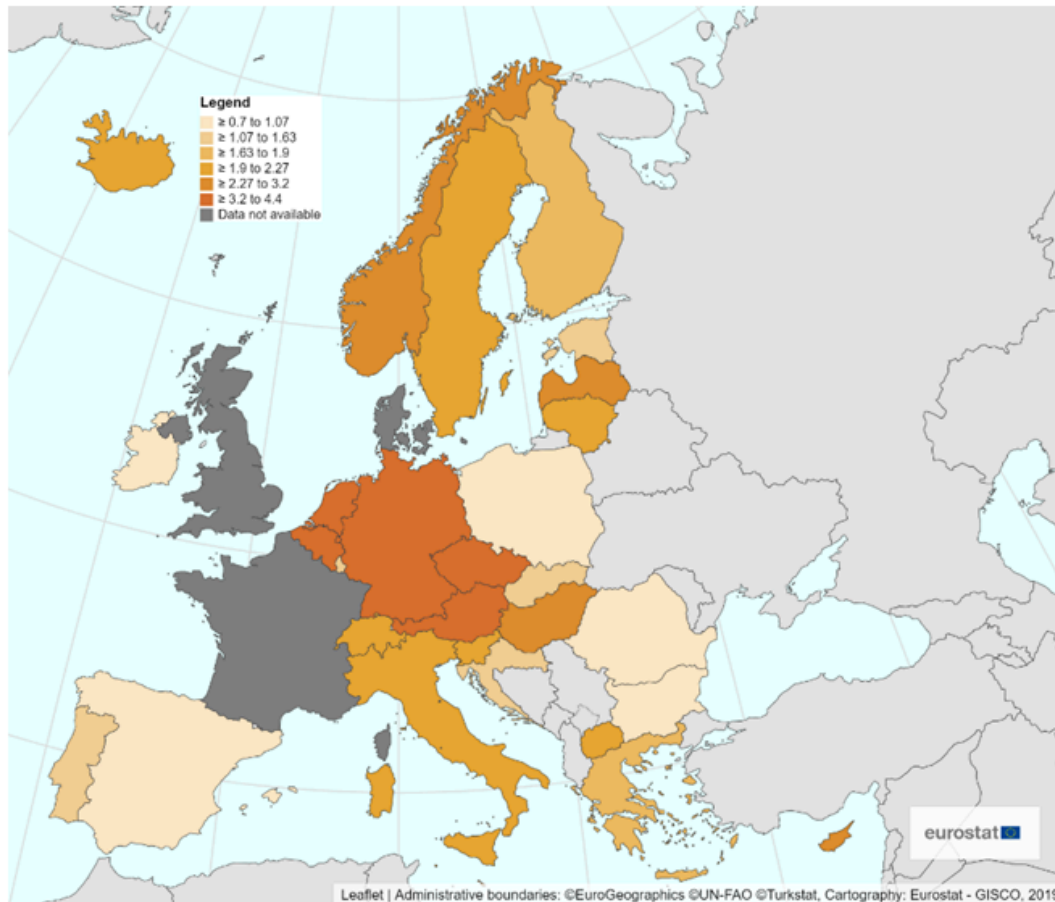 Legend
≥ 0.7 to 1.07
≥ 1.07 to 1.63
≥ 1.63 to 1.9
≥ 1.9 to 2.27
≥ 2.27 to 3.2
≥ 3.2 to 4.4
Data not available
eurostat
Leaflet | Administrative boundaries: ©EuroGeographics ©UN-FAO ©Turkstat, Cartography: Eurostat - GISCO, 2019